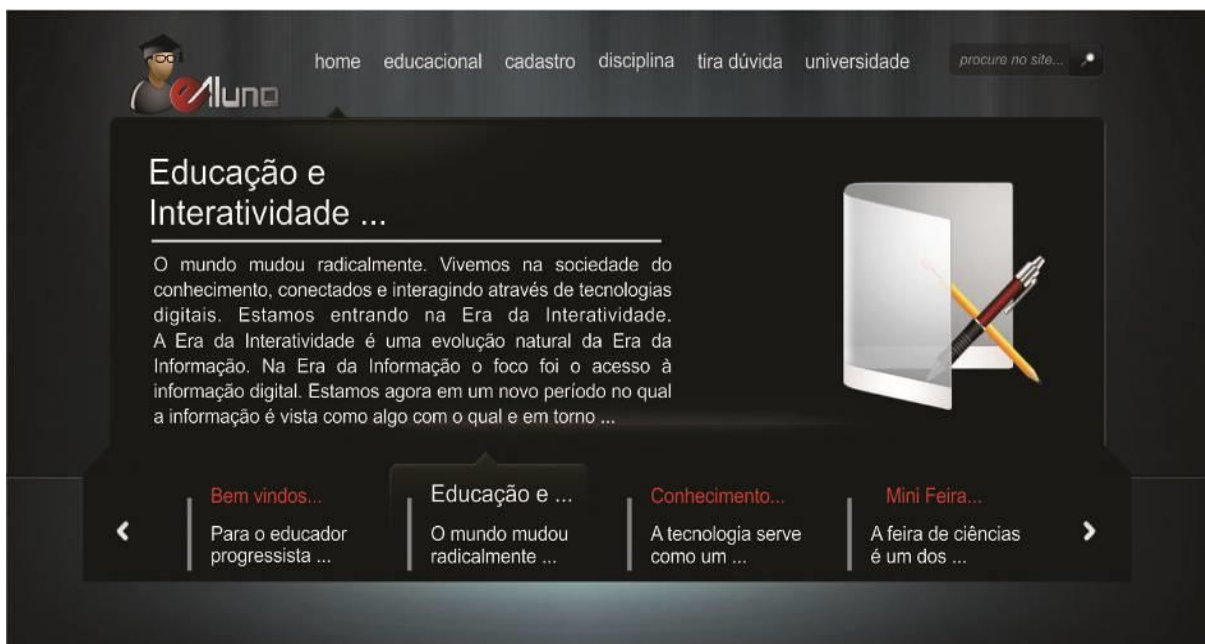 eAluno
home educacional cadastro disciplina tira dúvida universidade
procure no site...
Educação e
Interatividade ...
O mundo mudou radicalmente. Vivemos na sociedade do
conhecimento, conectados e interagindo através de tecnologias
digitais. Estamos entrando na Era da Interatividade.
A Era da Interatividade é uma evolução natural da Era da
Informação. Na Era da Informação o foco foi o acesso à
informação digital. Estamos agora em um novo período no qual
a informação é vista como algo com o qual e em torno ...
Bem vindos...
Para o educador
progressista ...
Educação e ...
O mundo mudou
radicalmente ...
Conhecimento...
A tecnologia serve
como um ...
Mini Feira...
A feira de ciências
é um dos ...